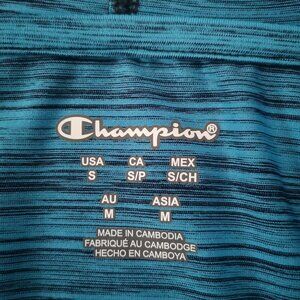 Champion®
USA CA MEX
S S/P S/CH
AU ASIA
M M
MADE IN CAMBODIA
FABRIQUÉ AU CAMBODGE
HECHO EN CAMBOYA